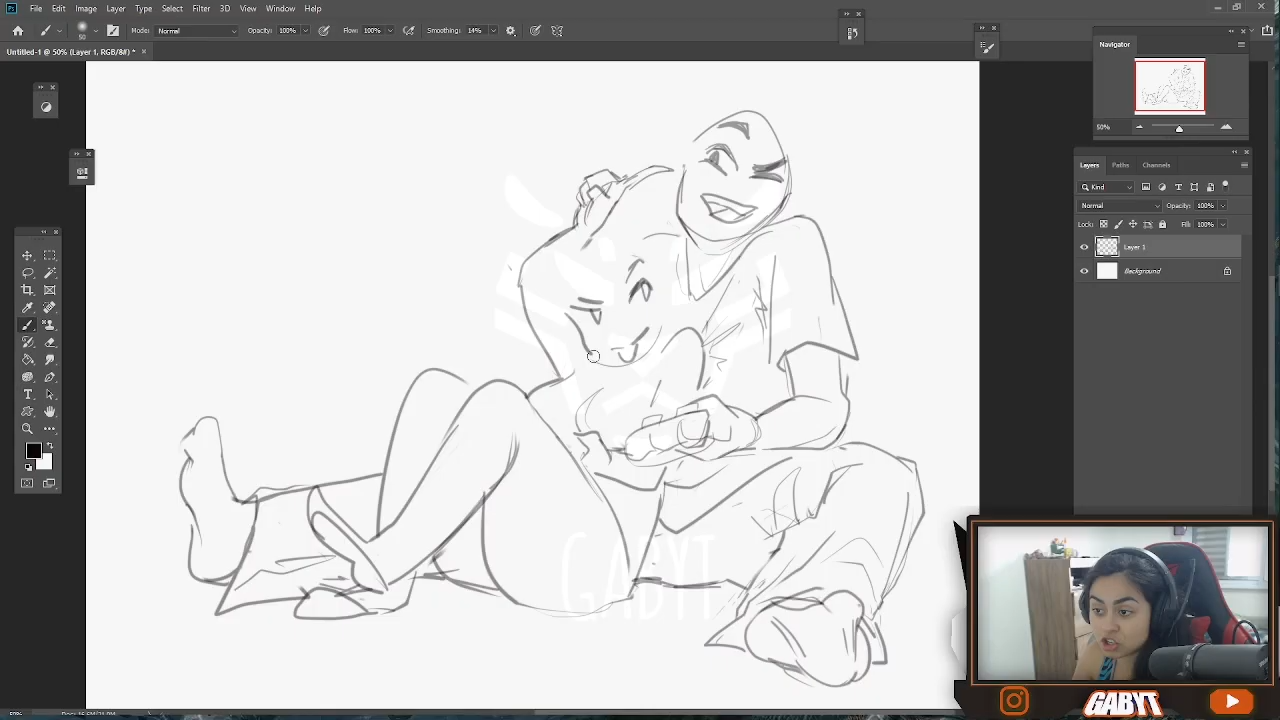 Ps File Edit Image Layer Type Select Filter 3D View Window Help
50 Mode: Normal Opacity: 100% Flow: 100% Smoothing: 14%
Untitled-1 @ 50% (Layer 1, RGB/8#) * ×
Navigator
50%
Layers Paths Channels
Kind
Normal Opacity: 100%
Lock: Fill: 100%
Layer 1
Background
GABYT
GABYT